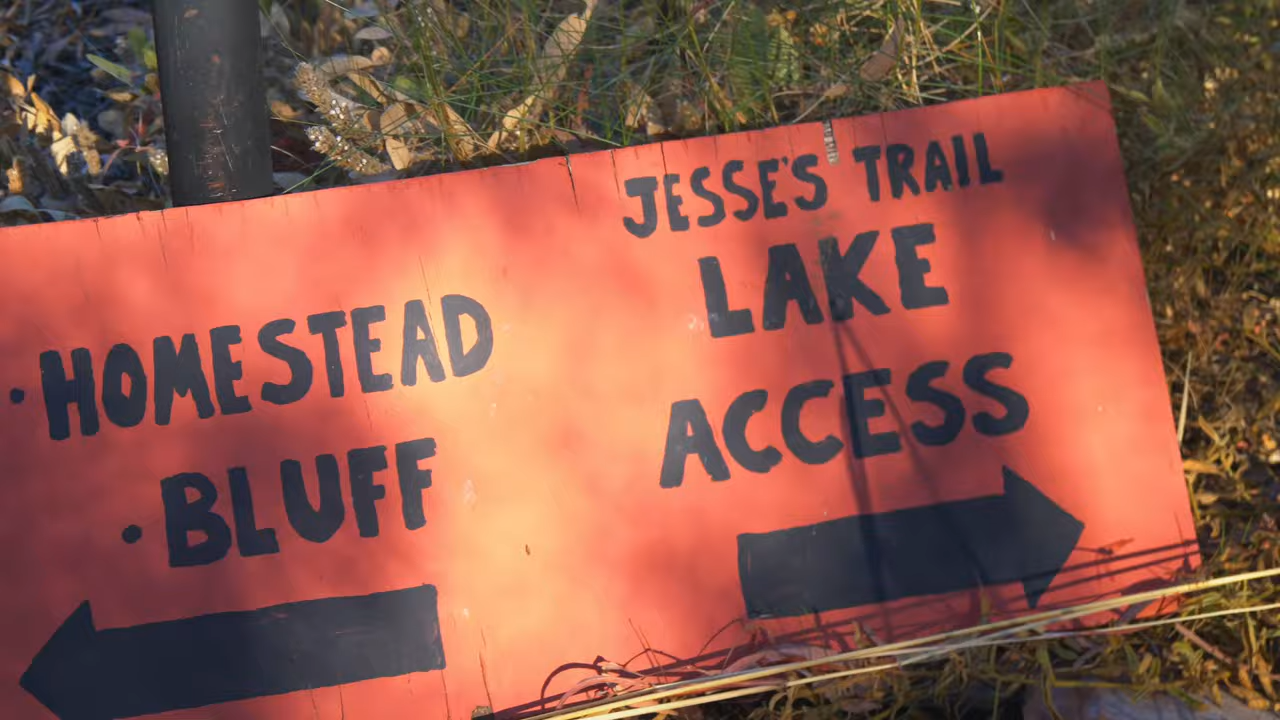 • HOMESTEAD
• BLUFF
JESSE'S TRAIL
LAKE
ACCESS